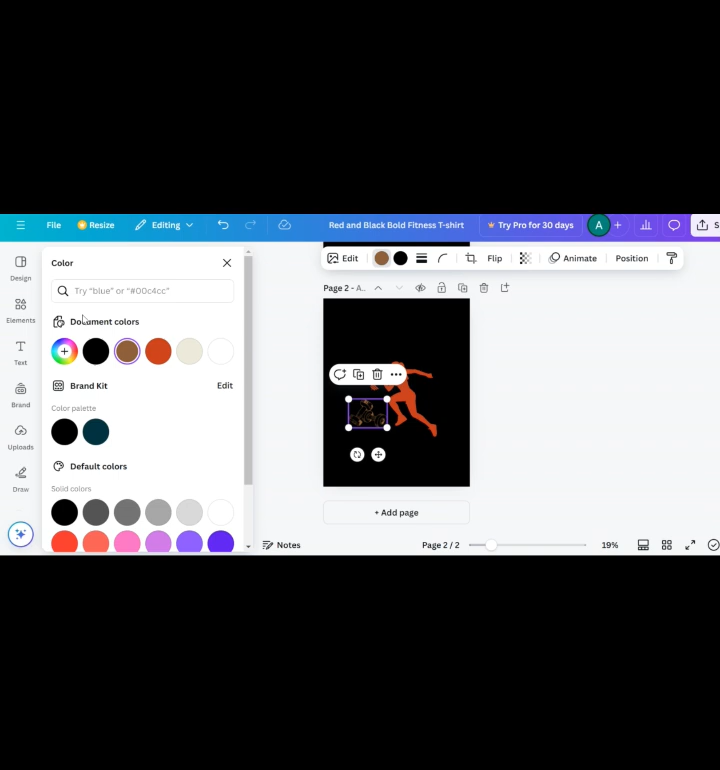 File Resize Editing Red and Black Bold Fitness T-shirt Try Pro for 30 days A + S
Design
Elements
Text
Brand
Uploads
Draw
Color
Try “blue” or “#00c4cc”
Document colors
Brand Kit Edit
Color palette
Default colors
Solid colors
Edit Flip Animate Position
Page 2 - A..
+ Add page
Notes Page 2 / 2 19%